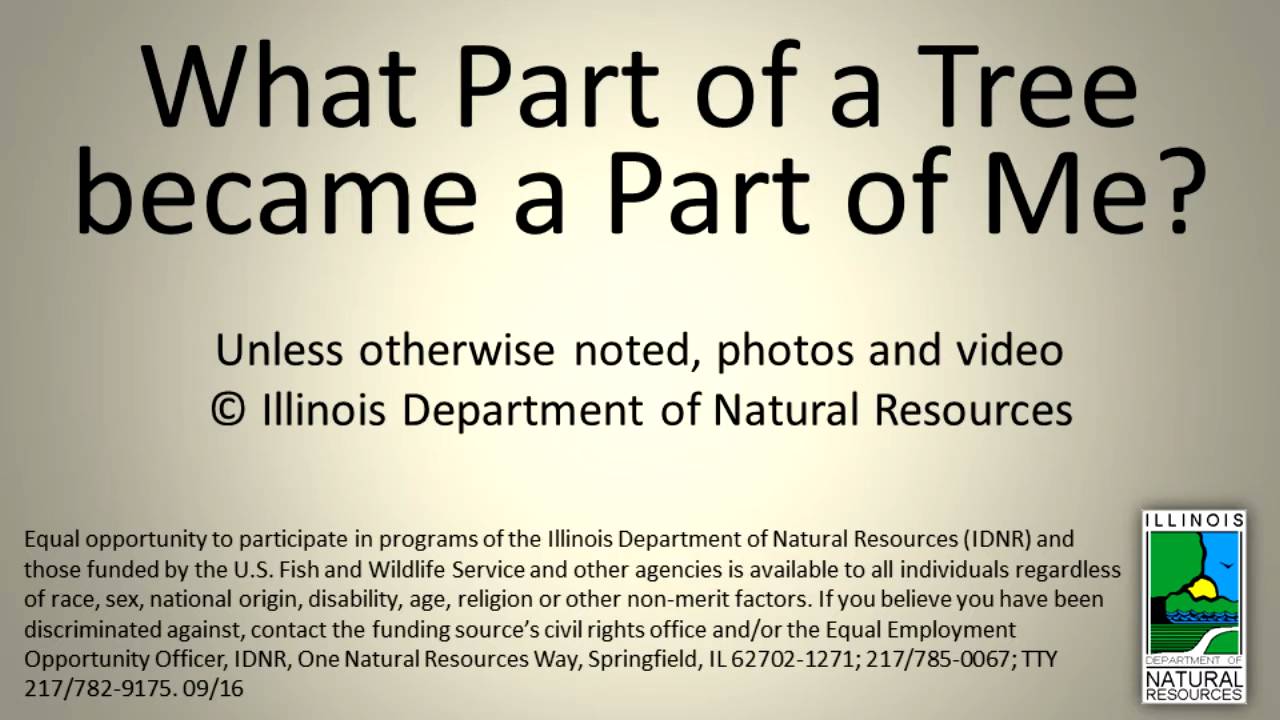 What Part of a Tree
became a Part of Me?
Unless otherwise noted, photos and video
© Illinois Department of Natural Resources
Equal opportunity to participate in programs of the Illinois Department of Natural Resources (IDNR) and
those funded by the U.S. Fish and Wildlife Service and other agencies is available to all individuals regardless
of race, sex, national origin, disability, age, religion or other non-merit factors. If you believe you have been
discriminated against, contact the funding civil rights office and/or the Equal Employment
Opportunity Officer, IDNR, One Natural Resources Way, Springfield, IL 62702-1271; 217/785-0067; TTY
217/782-9175. 09/16
ILLINOIS
DEPARTMENT OF
NATURAL
RESOURCES